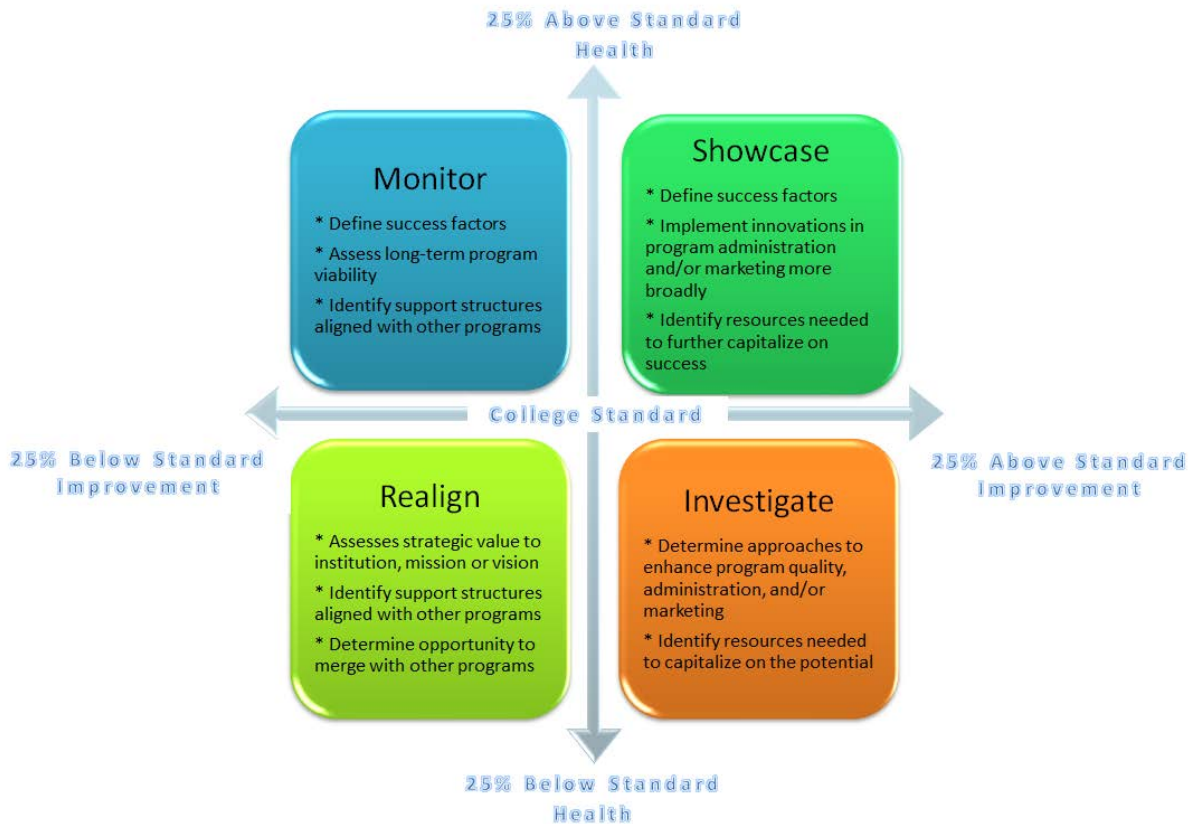 25% Above Standard
Health
Monitor
* Define success factors
* Assess long-term program
viability
* Identify support structures
aligned with other programs
Showcase
* Define success factors
* Implement innovations in
program administration
and/or marketing more
broadly
* Identify resources needed
to further capitalize on
success
College Standard
25% Below Standard
Improvement
25% Above Standard
Improvement
Realign
* Assesses strategic value to
institution, mission or vision
* Identify support structures
aligned with other programs
* Determine opportunity to
merge with other programs
Investigate
* Determine approaches to
enhance program quality,
administration, and/or
marketing
* Identify resources needed
to capitalize on the potential
25% Below Standard
Health